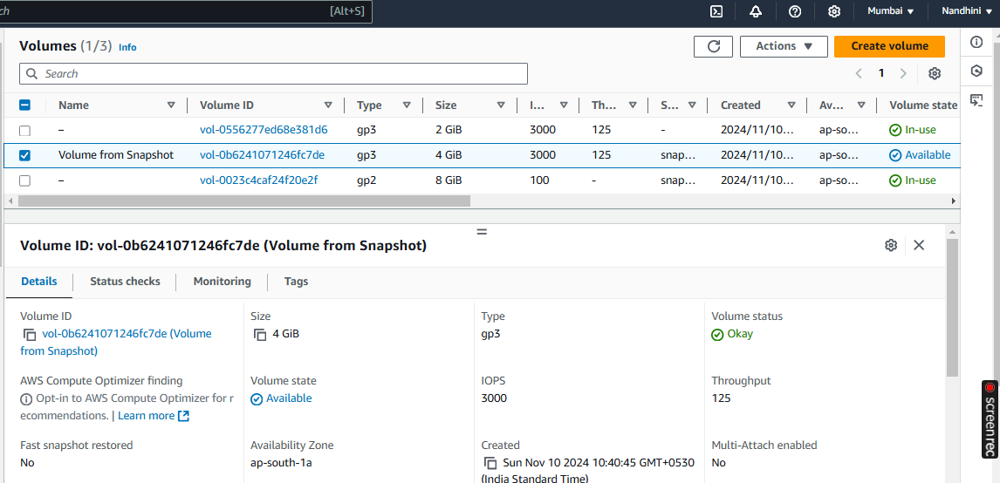 ch [Alt+S] Mumbai ▼ Nandhini ▼
Volumes (1/3) Info Actions ▼ Create volume
Search 1
Name Volume ID Type Size I... Th... S... Created Av... Volume state
– vol-0556277ed68e381d6 gp3 2 GiB 3000 125 - 2024/11/10... ap-so... In-use
Volume from Snapshot vol-0b6241071246fc7de gp3 4 GiB 3000 125 snap... 2024/11/10... ap-so... Available
– vol-0023c4caf24f20e2f gp2 8 GiB 100 - snap... 2024/11/10... ap-so... In-use
Volume ID: vol-0b6241071246fc7de (Volume from Snapshot)
Details Status checks Monitoring Tags
Volume ID Size Type Volume status
vol-0b6241071246fc7de (Volume 4 GiB gp3 Okay
from Snapshot)
AWS Compute Optimizer finding Volume state IOPS Throughput
Opt-in to AWS Compute Optimizer for r Available 3000 125
ecommendations. | Learn more
Fast snapshot restored Availability Zone Created Multi-Attach enabled
No ap-south-1a Sun Nov 10 2024 10:40:45 GMT+0530 No
(India Standard Time)
screenrec